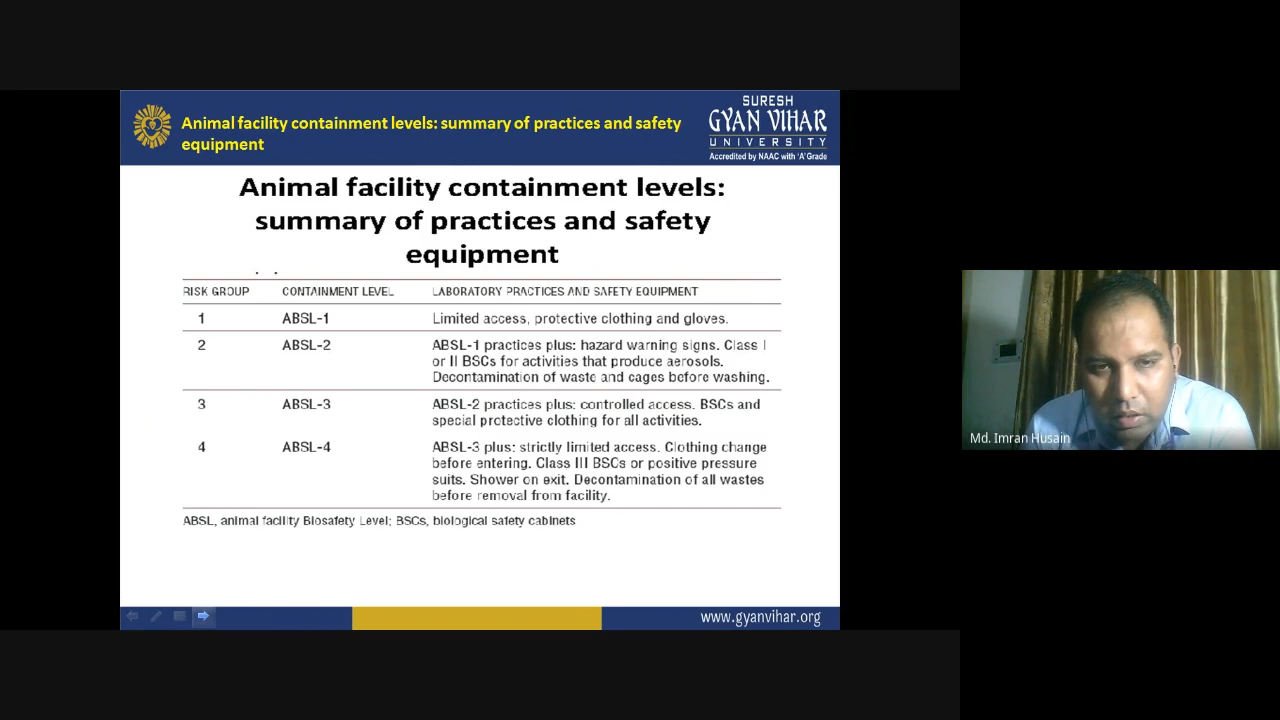 Animal facility containment levels: summary of practices and safety
equipment
SURESH
GYAN VIHAR
UNIVERSITY
Accredited by NAAC with 'A' Grade
Animal facility containment levels:
summary of practices and safety
equipment
RISK GROUP CONTAINMENT LEVEL LABORATORY PRACTICES AND SAFETY EQUIPMENT
1 ABSL-1 Limited access, protective clothing and gloves.
2 ABSL-2 ABSL-1 practices plus: hazard warning signs. Class I
or II BSCs for activities that produce aerosols.
Decontamination of waste and cages before washing.
3 ABSL-3 ABSL-2 practices plus: controlled access. BSCs and
special protective clothing for all activities.
4 ABSL-4 ABSL-3 plus: strictly limited access. Clothing change
before entering. Class III BSCs or positive pressure
suits. Shower on exit. Decontamination of all wastes
before removal from facility.
ABSL, animal facility Biosafety Level; BSCs, biological safety cabinets
www.gyanvihar.org
Md. Imran Husain